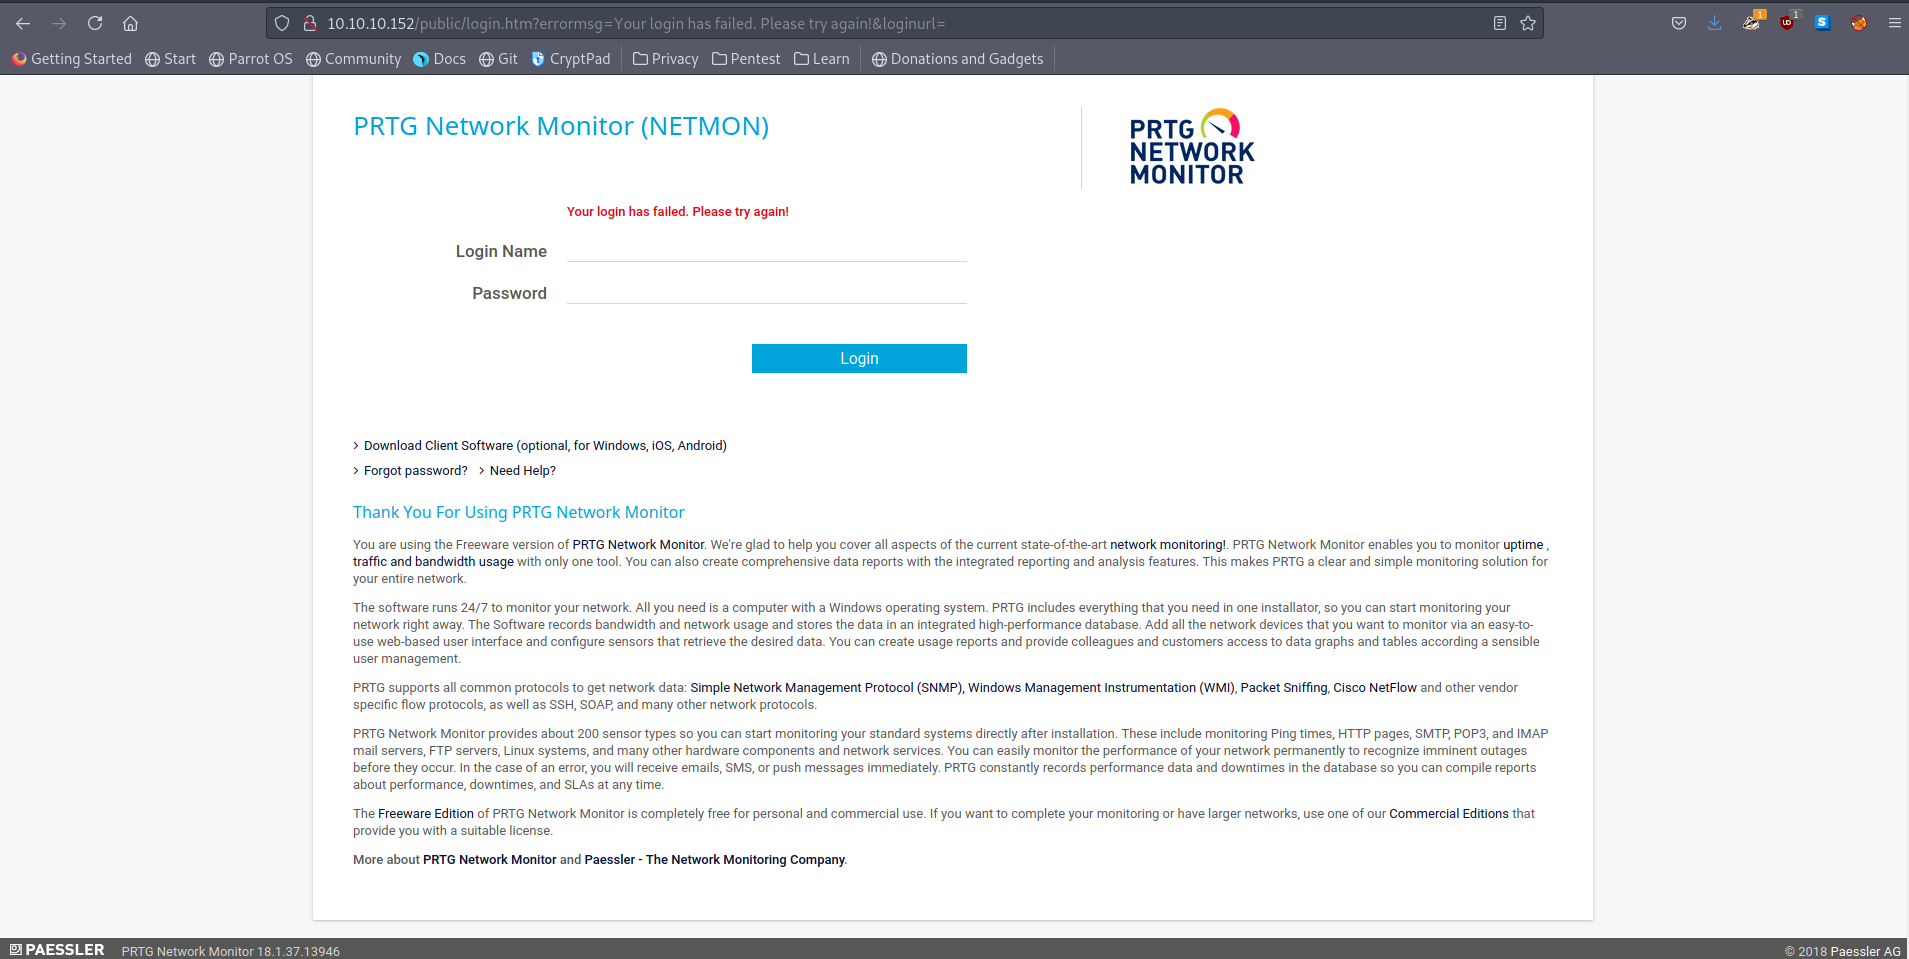 10.10.10.152/public/login.htm?errormsg=Your login has failed. Please try again!&loginurl=
1 1
Getting Started Start Parrot OS Community Docs Git CryptPad Privacy Pentest Learn Donations and Gadgets
PRTG Network Monitor (NETMON)
PRTG
NETWORK
MONITOR
Your login has failed. Please try again!
Login Name
Password
Login
Download Client Software (optional, for Windows, iOS, Android)
Forgot password? Need Help?
Thank You For Using PRTG Network Monitor
You are using the Freeware version of PRTG Network Monitor. We're glad to help you cover all aspects of the current state-of-the-art network monitoring!. PRTG Network Monitor enables you to monitor uptime ,
traffic and bandwidth usage with only one tool. You can also create comprehensive data reports with the integrated reporting and analysis features. This makes PRTG a clear and simple monitoring solution for
your entire network.
The software runs 24/7 to monitor your network. All you need is a computer with a Windows operating system. PRTG includes everything that you need in one installator, so you can start monitoring your
network right away. The Software records bandwidth and network usage and stores the data in an integrated high-performance database. Add all the network devices that you want to monitor via an easy-to-
use web-based user interface and configure sensors that retrieve the desired data. You can create usage reports and provide colleagues and customers access to data graphs and tables according a sensible
user management.
PRTG supports all common protocols to get network data: Simple Network Management Protocol (SNMP), Windows Management Instrumentation (WMI), Packet Sniffing, Cisco NetFlow and other vendor
specific flow protocols, as well as SSH, SOAP, and many other network protocols.
PRTG Network Monitor provides about 200 sensor types so you can start monitoring your standard systems directly after installation. These include monitoring Ping times, HTTP pages, SMTP, POP3, and IMAP
mail servers, FTP servers, Linux systems, and many other hardware components and network services. You can easily monitor the performance of your network permanently to recognize imminent outages
before they occur. In the case of an error, you will receive emails, SMS, or push messages immediately. PRTG constantly records performance data and downtimes in the database so you can compile reports
about performance, downtimes, and SLAs at any time.
The Freeware Edition of PRTG Network Monitor is completely free for personal and commercial use. If you want to complete your monitoring or have larger networks, use one of our Commercial Editions that
provide you with a suitable license.
More about PRTG Network Monitor and Paessler - The Network Monitoring Company.
PAESSLER PRTG Network Monitor 18.1.37.13946 © 2018 Paessler AG